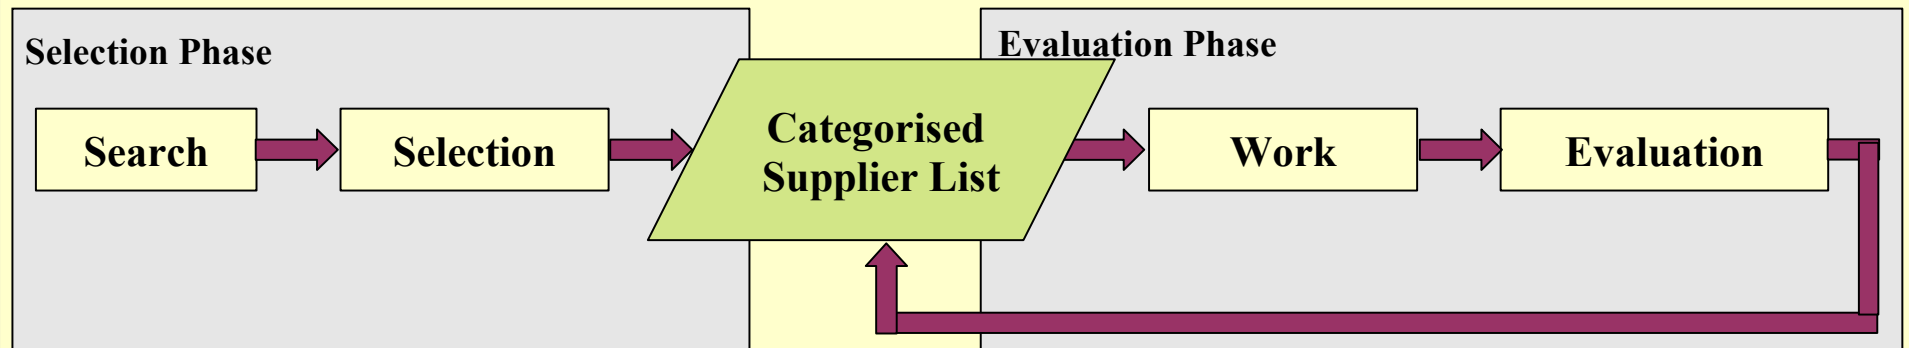 Selection Phase
Evaluation Phase
Search
Selection
Categorised
Supplier List
Work
Evaluation